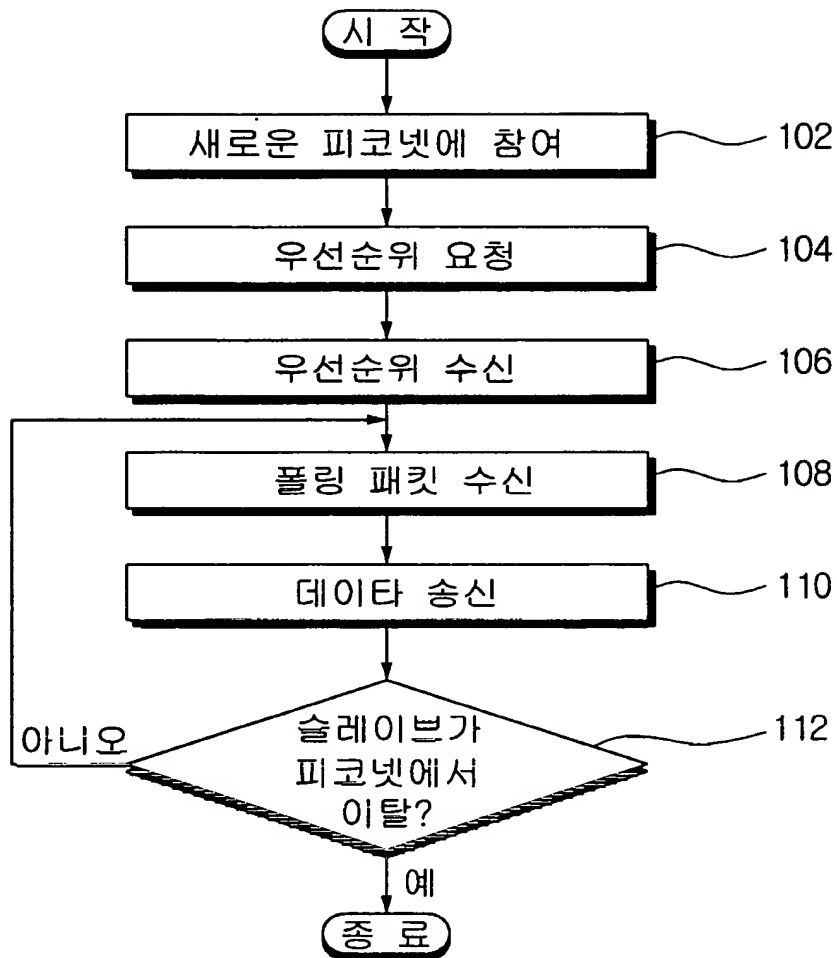 시 작
새로운 피코넷에 참여
102
우선순위 요청
104
우선순위 수신
106
폴링 패킷 수신
108
데이타 송신
110
슬레이브가
피코넷에서
이탈?
112
아니오
예
종 료